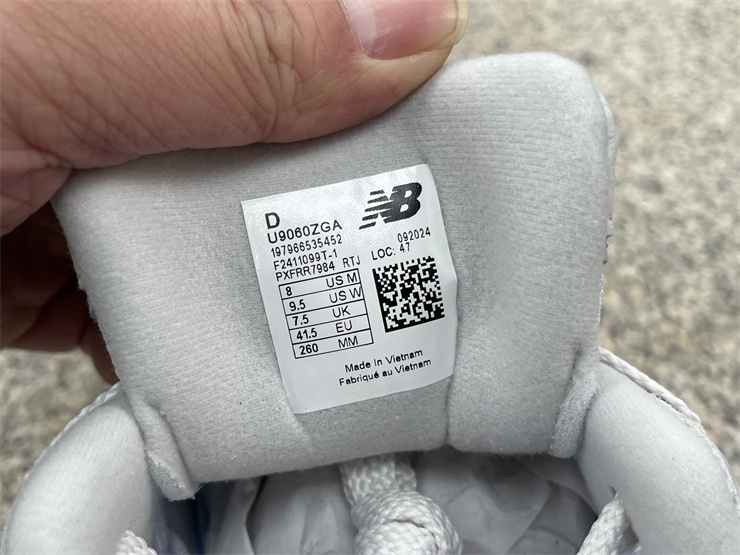 D
NB
U9060ZGA
197966535452
092024
F2411099T-1
LOC: 47
PXFRR7984 RTJ
8 US M
9.5 US W
7.5 UK
41.5 EU
260 MM
Made In Vietnam
Fabriqué au Vietnam